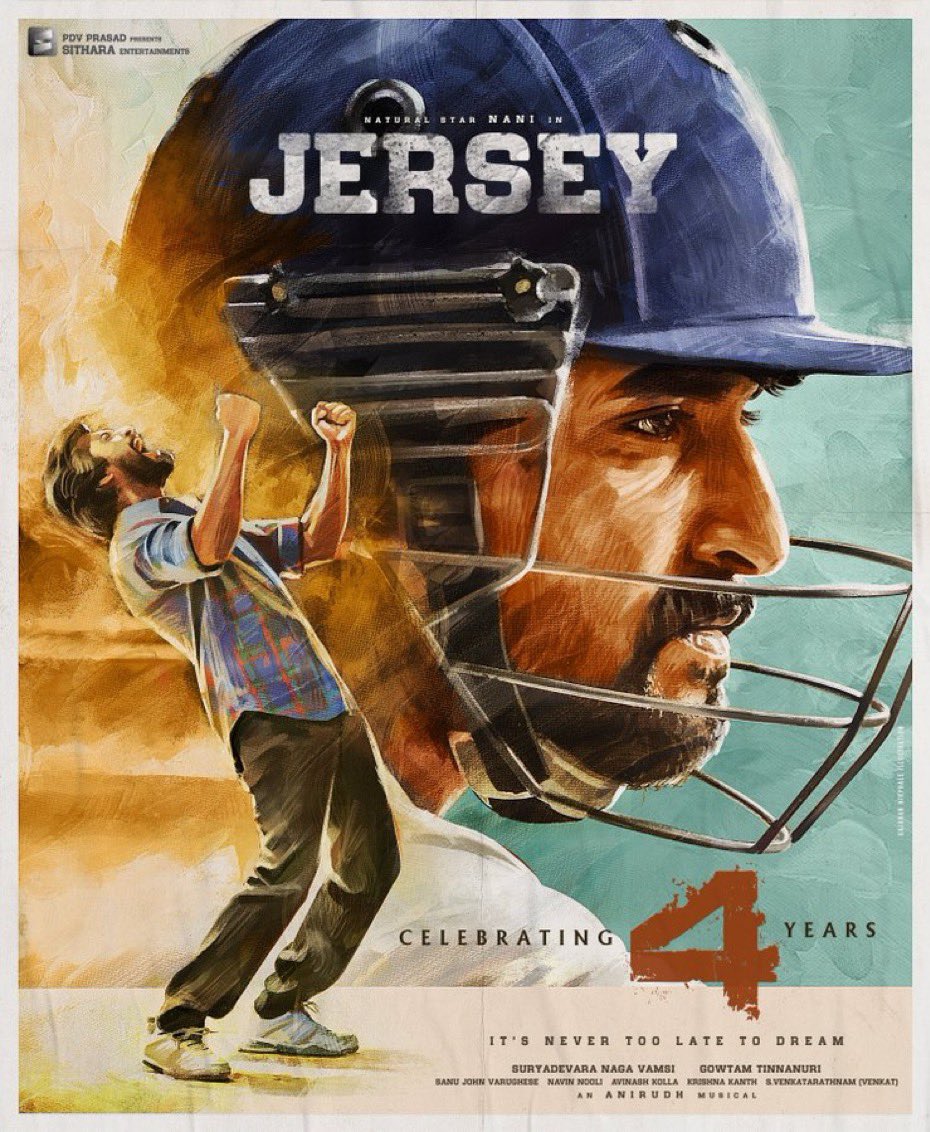 PDV PRASAD PRESENTS
SITHARA ENTERTAINMENTS
NATURAL STAR NANI IN
JERSEY
CELEBRATING 4 YEARS
IT'S NEVER TOO LATE TO DREAM
SURYADEVARA NAGA VAMSI GOWTAM TINNANURI
SANU JOHN VARUGHESE NAVIN NOOLI AVINASH KOLLA KRISHNA KANTH S.VENKATARATHNAM (VENKAT)
AN ANIRUDH MUSICAL